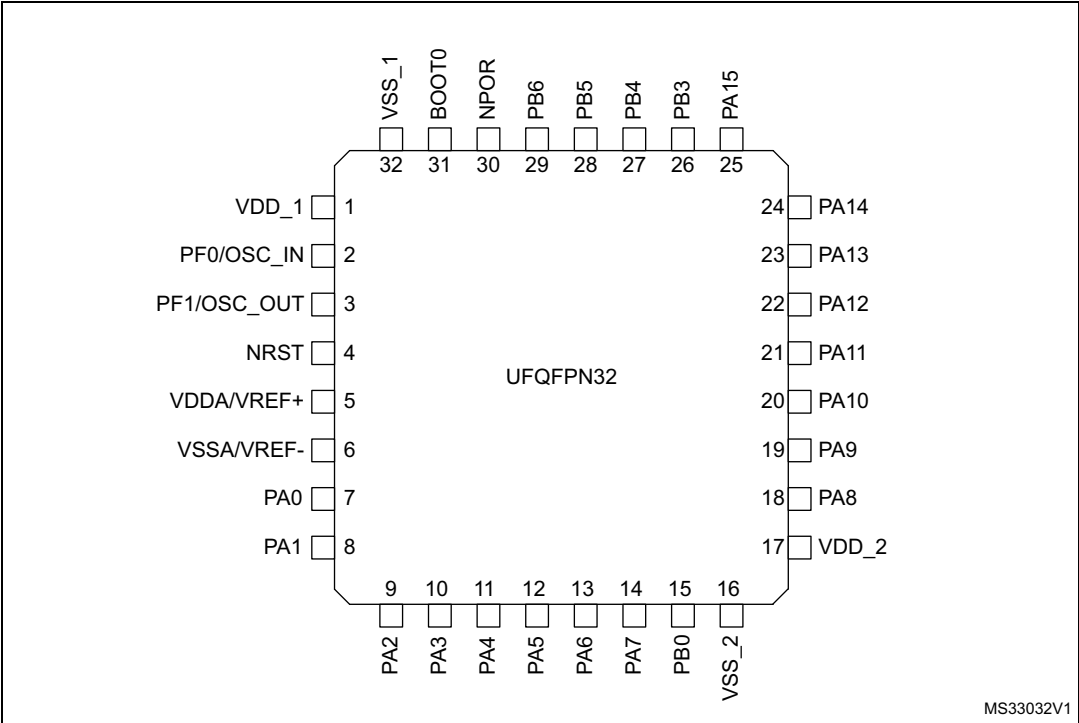 VSS_1
BOOT0
NPOR
PB6
PB5
PB4
PB3
PA15
32 31 30 29 28 27 26 25
VDD_1 1
PF0/OSC_IN 2
PF1/OSC_OUT 3
NRST 4
VDDA/VREF+ 5
VSSA/VREF- 6
PA0 7
PA1 8
UFQFPN32
24 PA14
23 PA13
22 PA12
21 PA11
20 PA10
19 PA9
18 PA8
17 VDD_2
9 10 11 12 13 14 15 16
PA2
PA3
PA4
PA5
PA6
PA7
PB0
VSS_2
MS33032V1